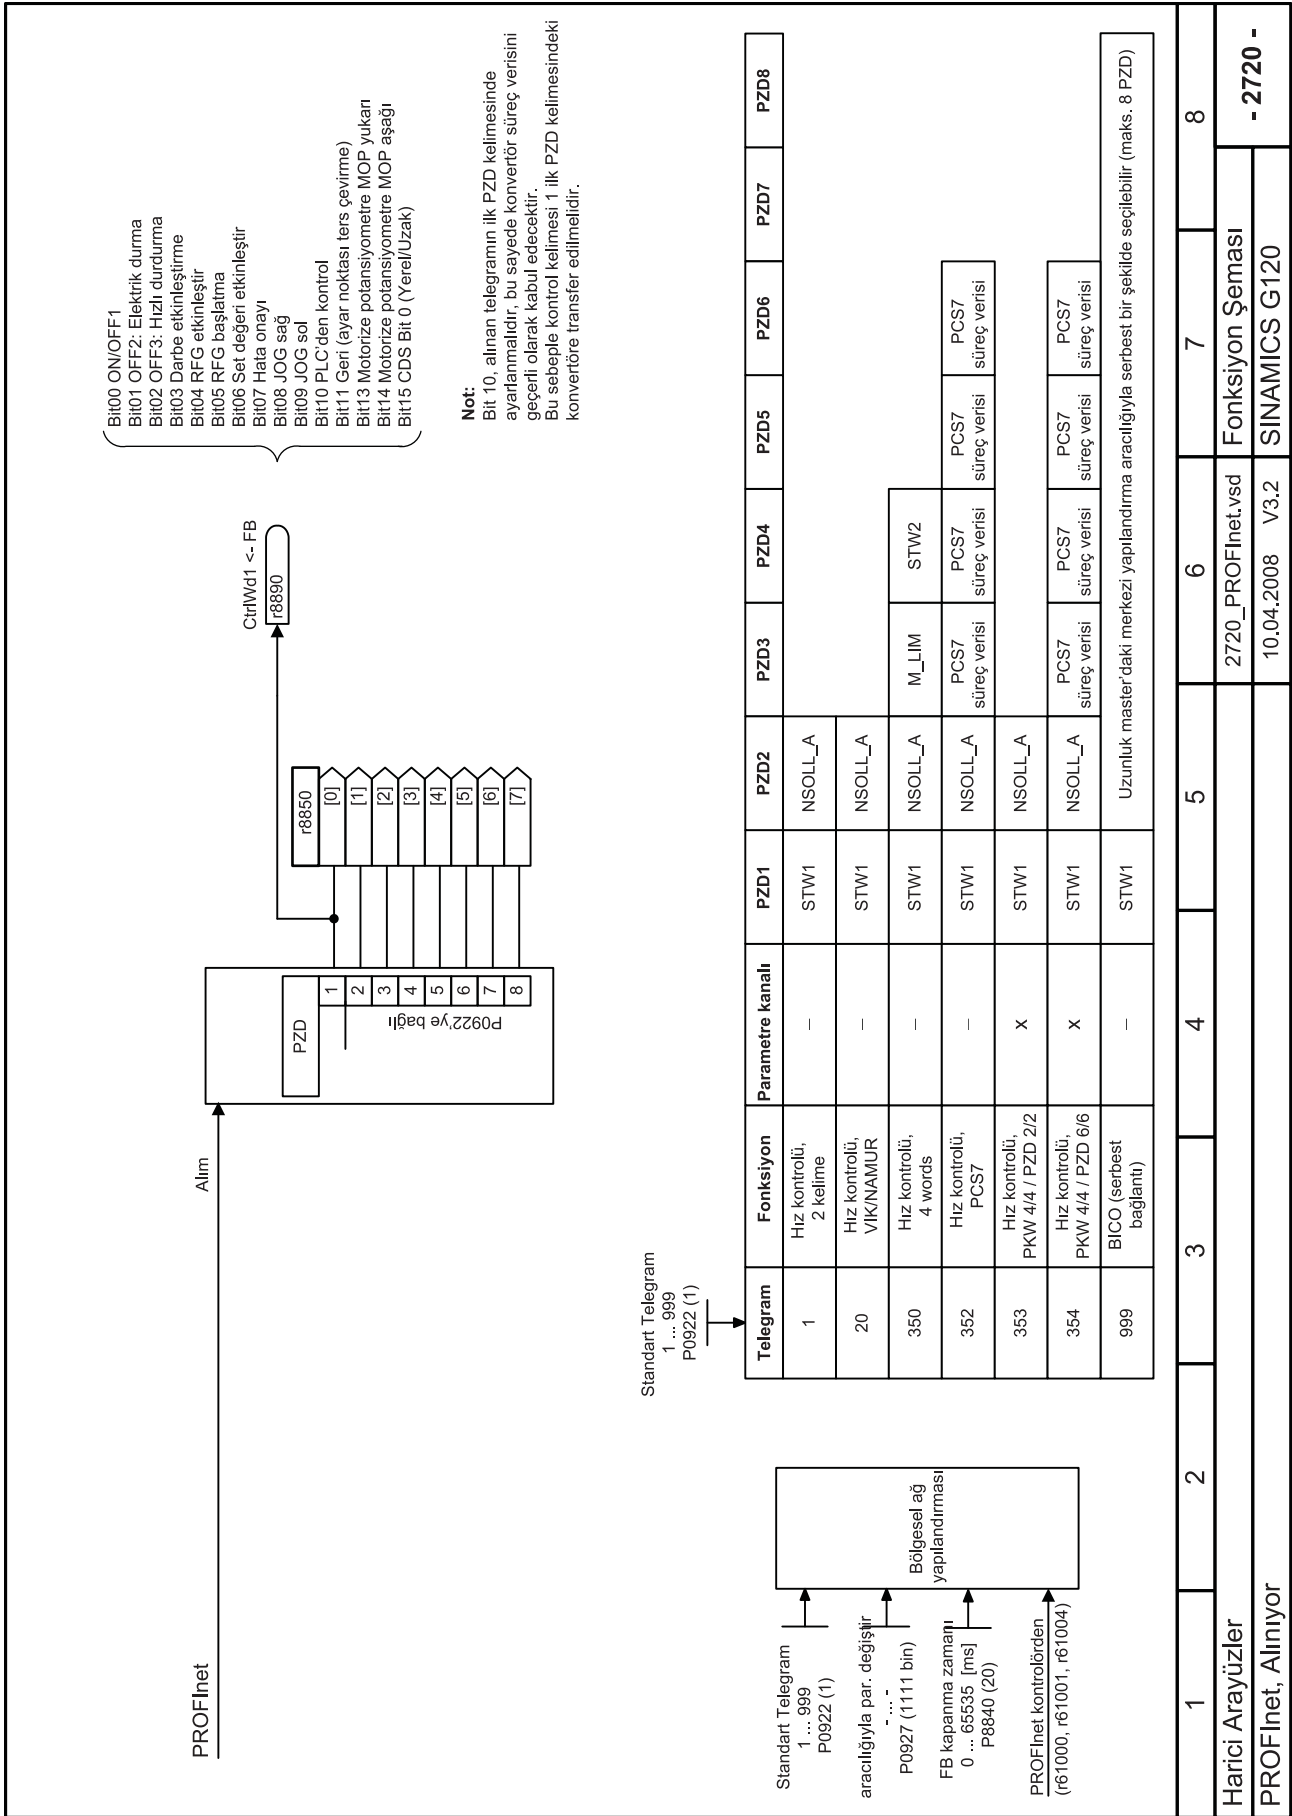 PROFInet
Alım
PZD
1
2
3
4
5
6
7
8
P0922'ye bağlı
r8850
[0]
[1]
[2]
[3]
[4]
[5]
[6]
[7]
CtrlWd1 <- FB
r8890
Bit00 ON/OFF1
Bit01 OFF2: Elektrik durma
Bit02 OFF3: Hızlı durdurma
Bit03 Darbe etkinleştirme
Bit04 RFG etkinleştir
Bit05 RFG başlatma
Bit06 Set değeri etkinleştir
Bit07 Hata onayı
Bit08 JOG sağ
Bit09 JOG sol
Bit10 PLC'den kontrol
Bit11 Geri (ayar noktası ters çevirme)
Bit13 Motorize potansiyometre MOP yukarı
Bit14 Motorize potansiyometre MOP aşağı
Bit15 CDS Bit 0 (Yerel/Uzak)
Not:
Bit 10, alınan telegramın ilk PZD kelimesinde
ayarlanmalıdır, bu sayede konvertör süreç verisini
geçerli olarak kabul edecektir.
Bu sebeple kontrol kelimesi 1 ilk PZD kelimesindeki
konvertöre transfer edilmelidir.
Standart Telegram
1 ... 999
P0922 (1)
aracılığıyla par. değiştir
- ... -
P0927 (1111 bin)
FB kapanma zamanı
0 ... 65535 [ms]
P8840 (20)
PROFInet kontrolörden
(r61000, r61001, r61004)
Bölgesel ağ
yapılandırması
Standart Telegram
1 ... 999
P0922 (1)
Telegram Fonksiyon Parametre kanalı PZD1 PZD2 PZD3 PZD4 PZD5 PZD6 PZD7 PZD8
1 Hız kontrolü, 2 kelime – STW1 NSOLL_A
20 Hız kontrolü, VIK/NAMUR – STW1 NSOLL_A
350 Hız kontrolü, 4 words – STW1 NSOLL_A M_LIM STW2
352 Hız kontrolü, PCS7 – STW1 NSOLL_A PCS7 süreç verisi PCS7 süreç verisi PCS7 süreç verisi PCS7 süreç verisi
353 Hız kontrolü, PKW 4/4 / PZD 2/2 x STW1 NSOLL_A
354 Hız kontrolü, PKW 4/4 / PZD 6/6 x STW1 NSOLL_A PCS7 süreç verisi PCS7 süreç verisi PCS7 süreç verisi PCS7 süreç verisi
999 BICO (serbest bağlantı) – STW1 Uzunluk master'daki merkezi yapılandırma aracılığıyla serbest bir şekilde seçilebilir (maks. 8 PZD)
1 2 3 4 5 6 7 8
Harici Arayüzler 2720_PROFInet.vsd Fonksiyon Şeması - 2720 -
PROFInet, Alınıyor 10.04.2008 V3.2 SINAMICS G120